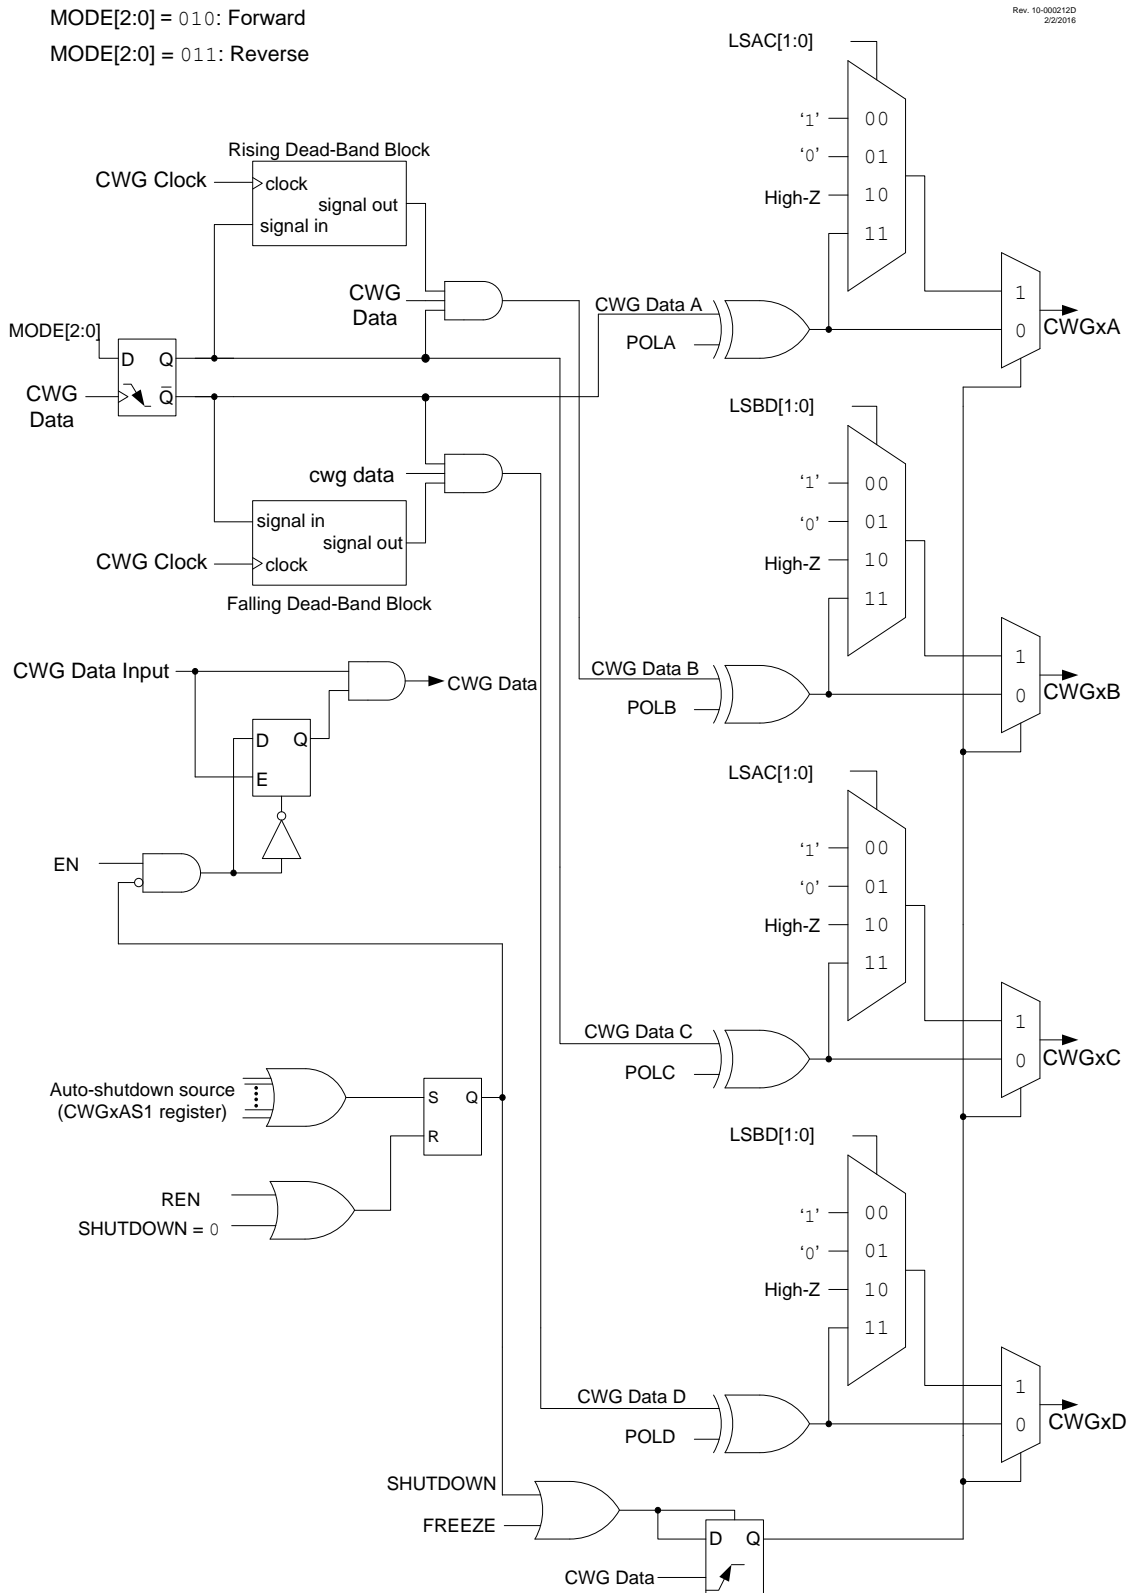 MODE[2:0] = 010: Forward
MODE[2:0] = 011: Reverse
Rev. 10-000212D
2/2/2016
LSAC[1:0]
'1'
00
'0'
01
High-Z
10
11
1
0
CWGxA
Rising Dead-Band Block
CWG Clock
clock
signal out
signal in
CWG
Data
CWG Data A
POLA
MODE[2:0]
D
Q
CWG
Data
Q̅
cwg data
signal in
signal out
CWG Clock
clock
Falling Dead-Band Block
LSBD[1:0]
'1'
00
'0'
01
High-Z
10
11
1
0
CWGxB
CWG Data B
POLB
CWG Data Input
CWG Data
D
Q
E
EN
LSAC[1:0]
'1'
00
'0'
01
High-Z
10
11
1
0
CWGxC
CWG Data C
POLC
Auto-shutdown source
(CWGxAS1 register)
S
Q
R
REN
SHUTDOWN = 0
LSBD[1:0]
'1'
00
'0'
01
High-Z
10
11
1
0
CWGxD
CWG Data D
POLD
SHUTDOWN
FREEZE
D
Q
CWG Data